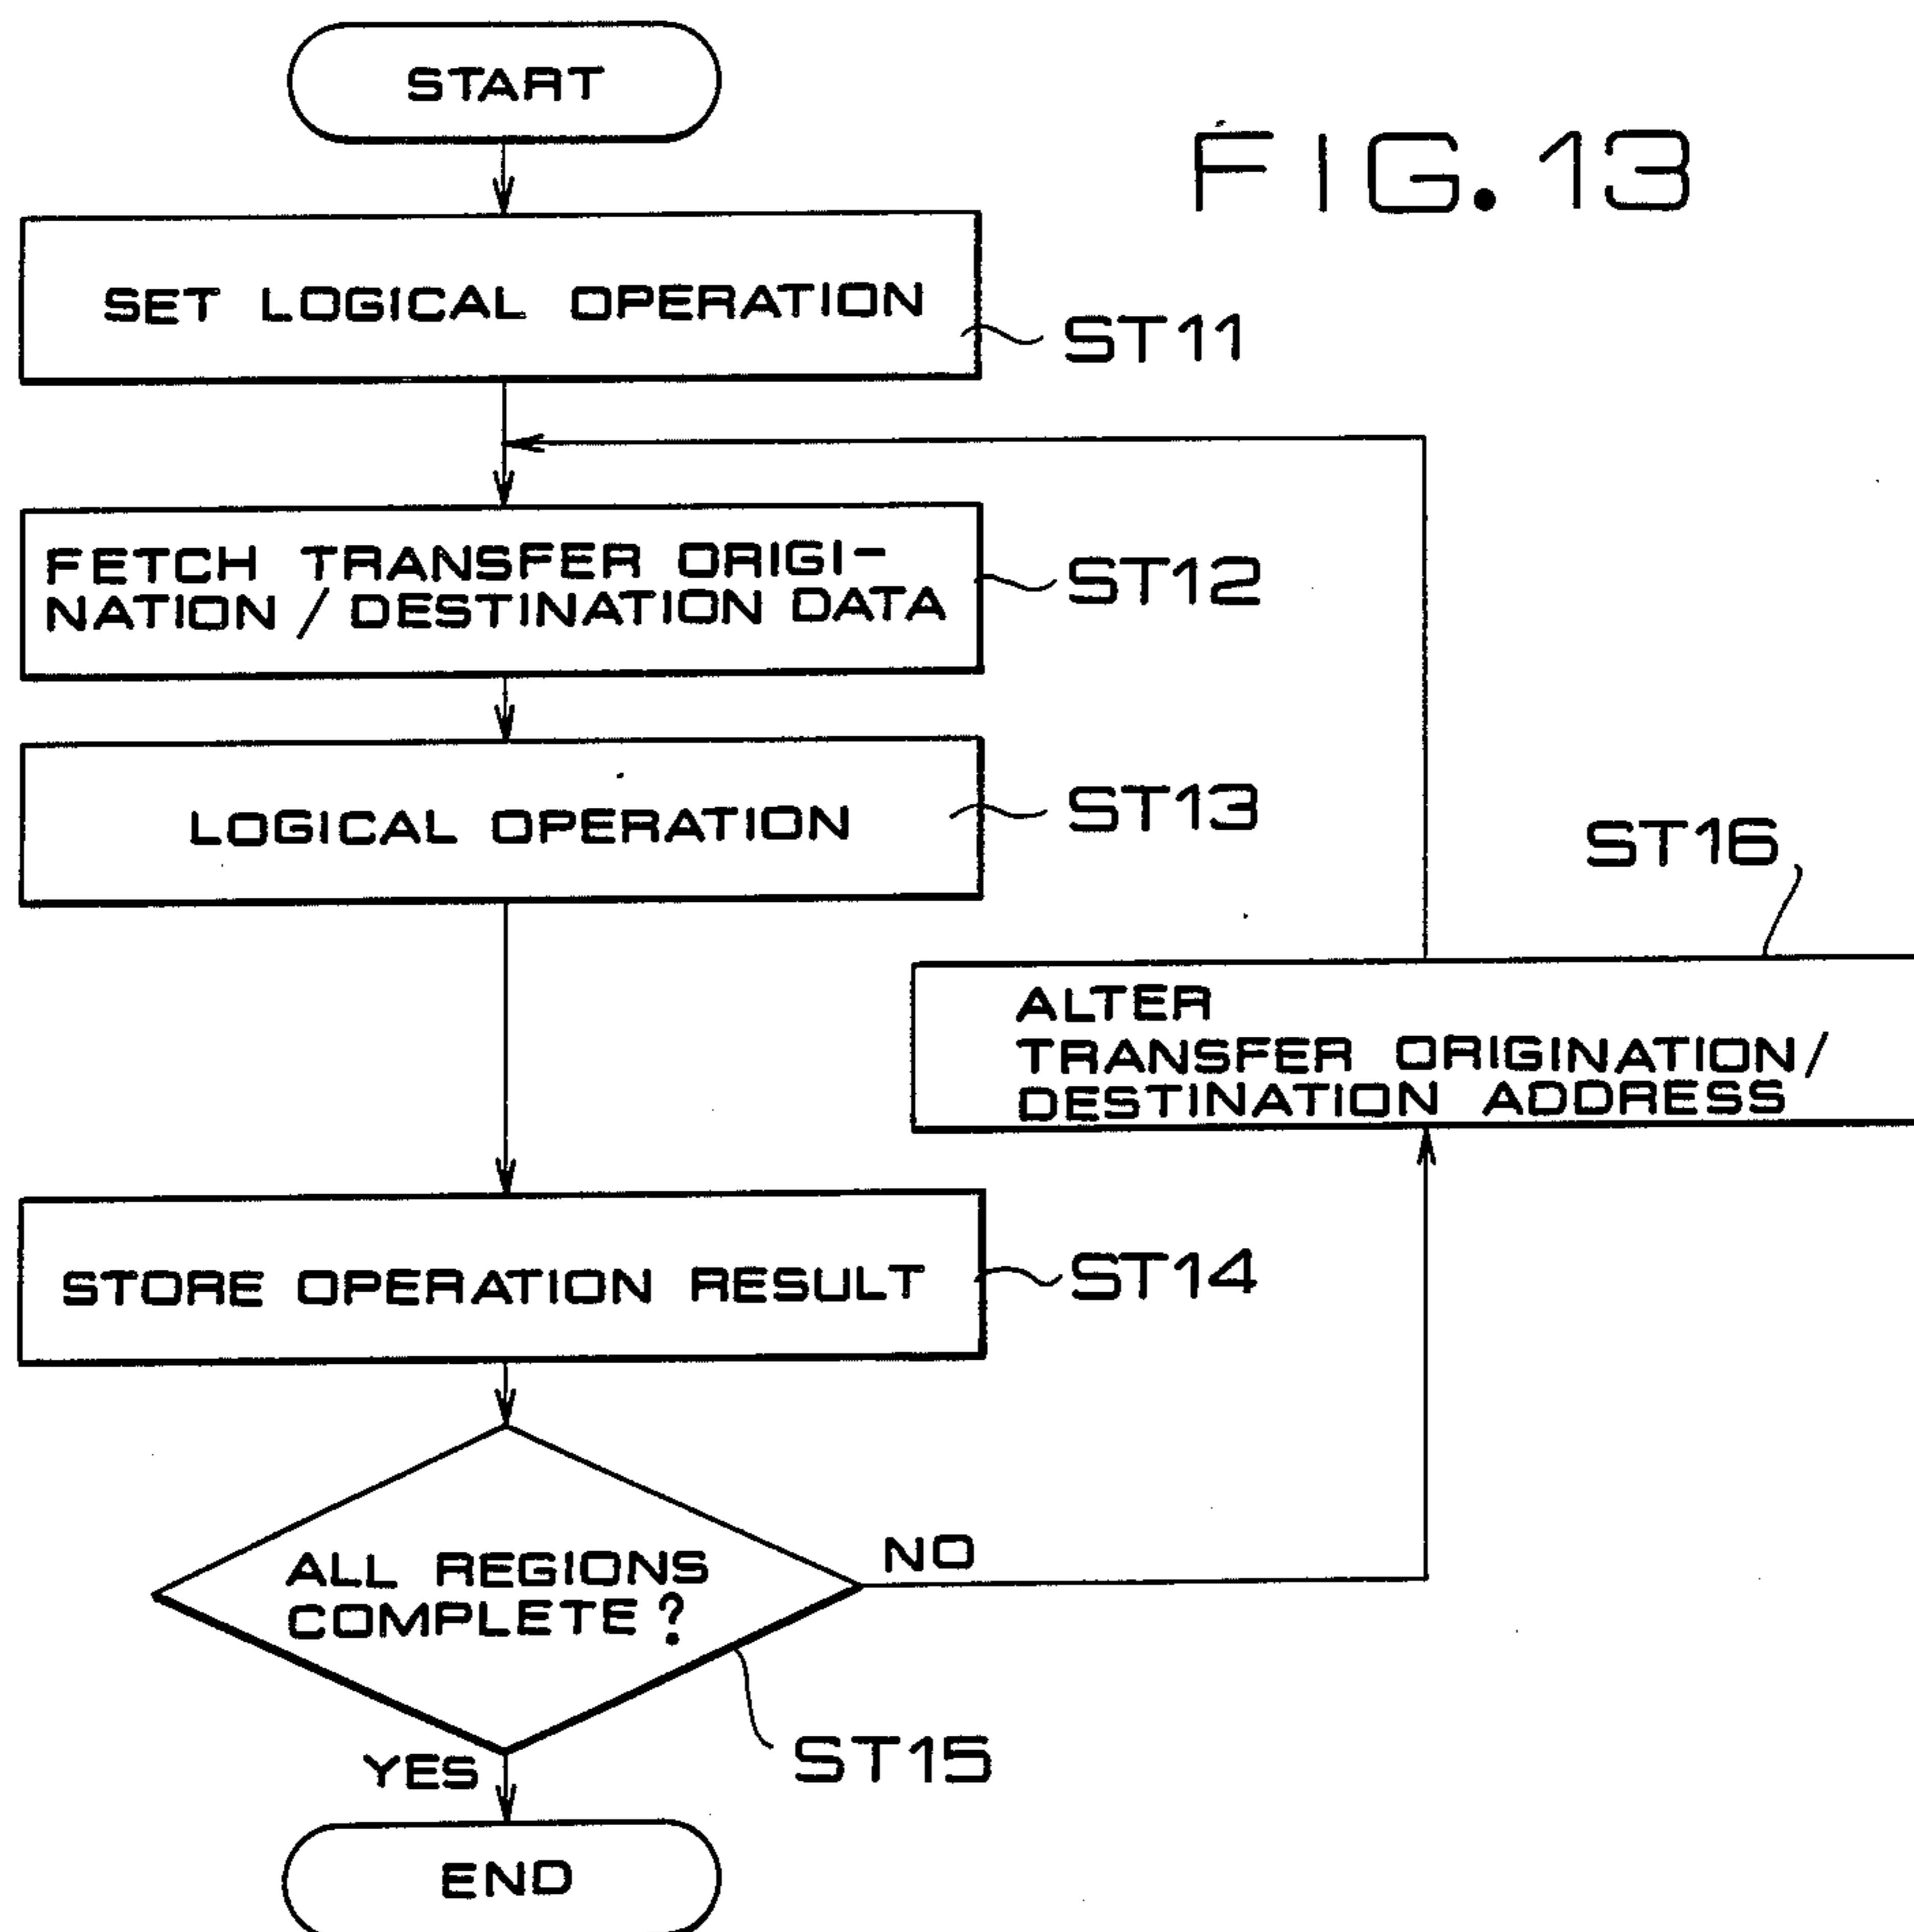 START
FIG. 13
SET LOGICAL OPERATION
ST11
FETCH TRANSFER ORIGI-
NATION / DESTINATION DATA
ST12
LOGICAL OPERATION
ST13
ST16
ALTER
TRANSFER ORIGINATION/
DESTINATION ADDRESS
STORE OPERATION RESULT
ST14
ALL REGIONS
COMPLETE?
NO
ST15
YES
END